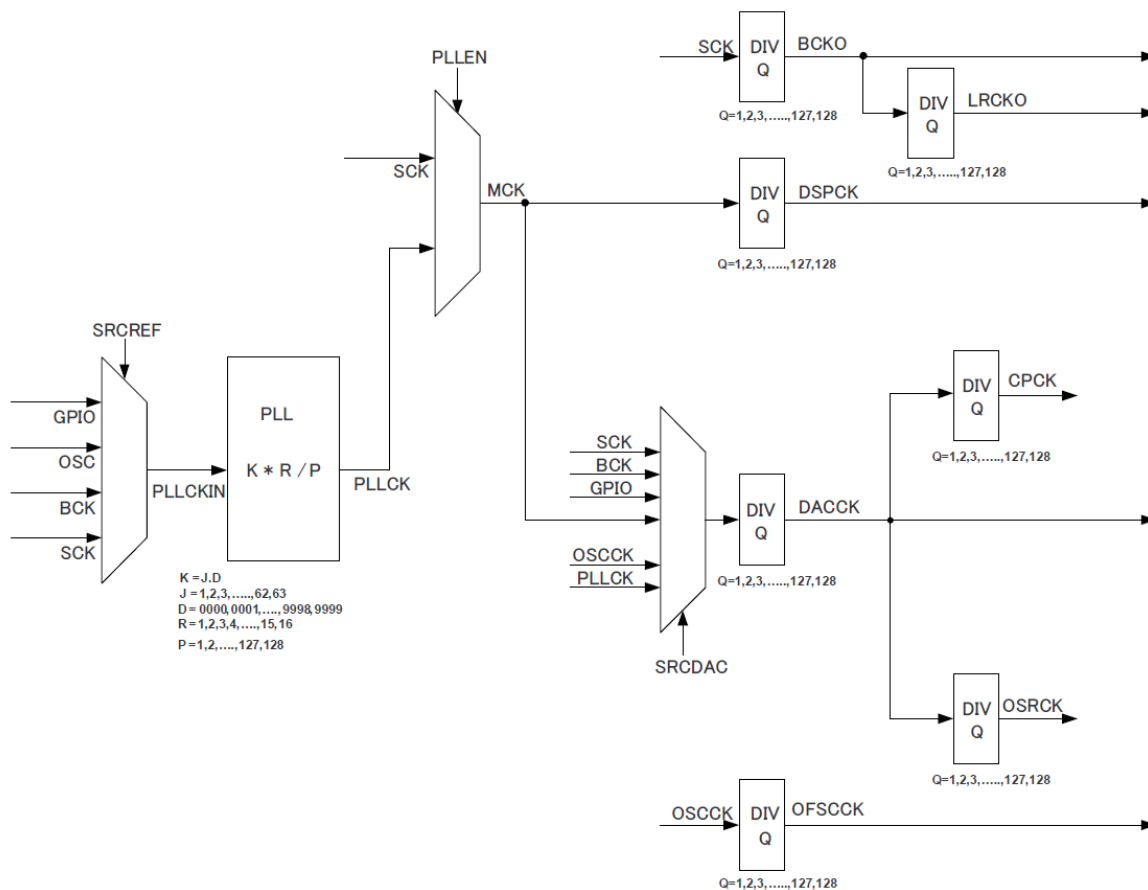 SCK
DIV
Q
BCKO
Q=1,2,3,.....,127,128
DIV
Q
LRCKO
Q=1,2,3,.....,127,128
PLLEN
SCK
MCK
DIV
Q
DSPCK
Q=1,2,3,.....,127,128
SRCREF
GPIO
OSC
BCK
SCK
PLLCKIN
PLL
K * R / P
PLLCK
K = J.D
J = 1,2,3,.....,62,63
D = 0000,0001,....,9998,9999
R = 1,2,3,4,....,15,16
P = 1,2,....,127,128
SCK
BCK
GPIO
OSCCK
PLLCK
SRCDAC
DIV
Q
DACCK
Q=1,2,3,.....,127,128
DIV
Q
CPCK
Q=1,2,3,.....,127,128
DIV
Q
OSRCK
Q=1,2,3,.....,127,128
OSCCK
DIV
Q
OFSCCK
Q=1,2,3,.....,127,128